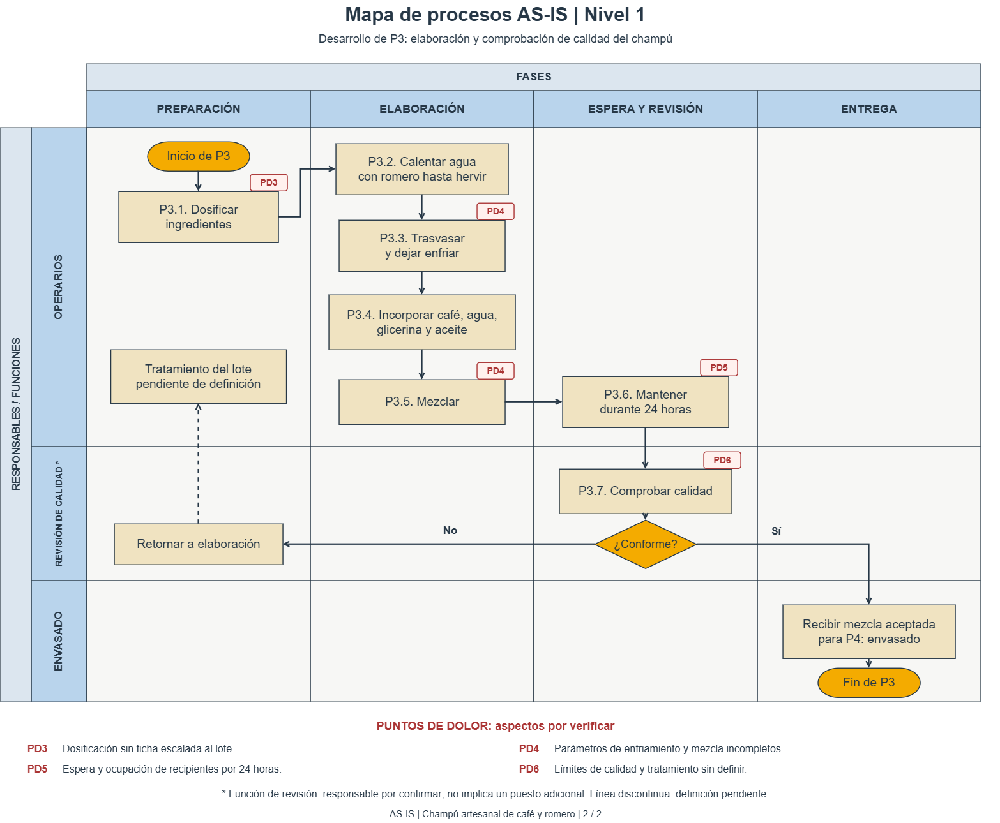 Mapa de procesos AS-IS | Nivel 1
Desarrollo de P3: elaboración y comprobación de calidad del champú
FASES
PREPARACIÓN
ELABORACIÓN
ESPERA Y REVISIÓN
ENTREGA
RESPONSABLES / FUNCIONES
OPERARIOS
Inicio de P3
PD3
P3.1. Dosificar
ingredientes
P3.2. Calentar agua
con romero hasta hervir
PD4
P3.3. Trasvasar
y dejar enfriar
P3.4. Incorporar café, agua,
glicerina y aceite
Tratamiento del lote
pendiente de definición
PD4
P3.5. Mezclar
PD5
P3.6. Mantener
durante 24 horas
REVISIÓN DE CALIDAD *
PD6
P3.7. Comprobar calidad
¿Conforme?
No
Sí
Retornar a elaboración
ENVASADO
Recibir mezcla aceptada
para P4: envasado
Fin de P3
PUNTOS DE DOLOR: aspectos por verificar
PD3 Dosificación sin ficha escalada al lote.
PD4 Parámetros de enfriamiento y mezcla incompletos.
PD5 Espera y ocupación de recipientes por 24 horas.
PD6 Límites de calidad y tratamiento sin definir.
* Función de revisión: responsable por confirmar; no implica un puesto adicional. Línea discontinua: definición pendiente.
AS-IS | Champú artesanal de café y romero | 2 / 2